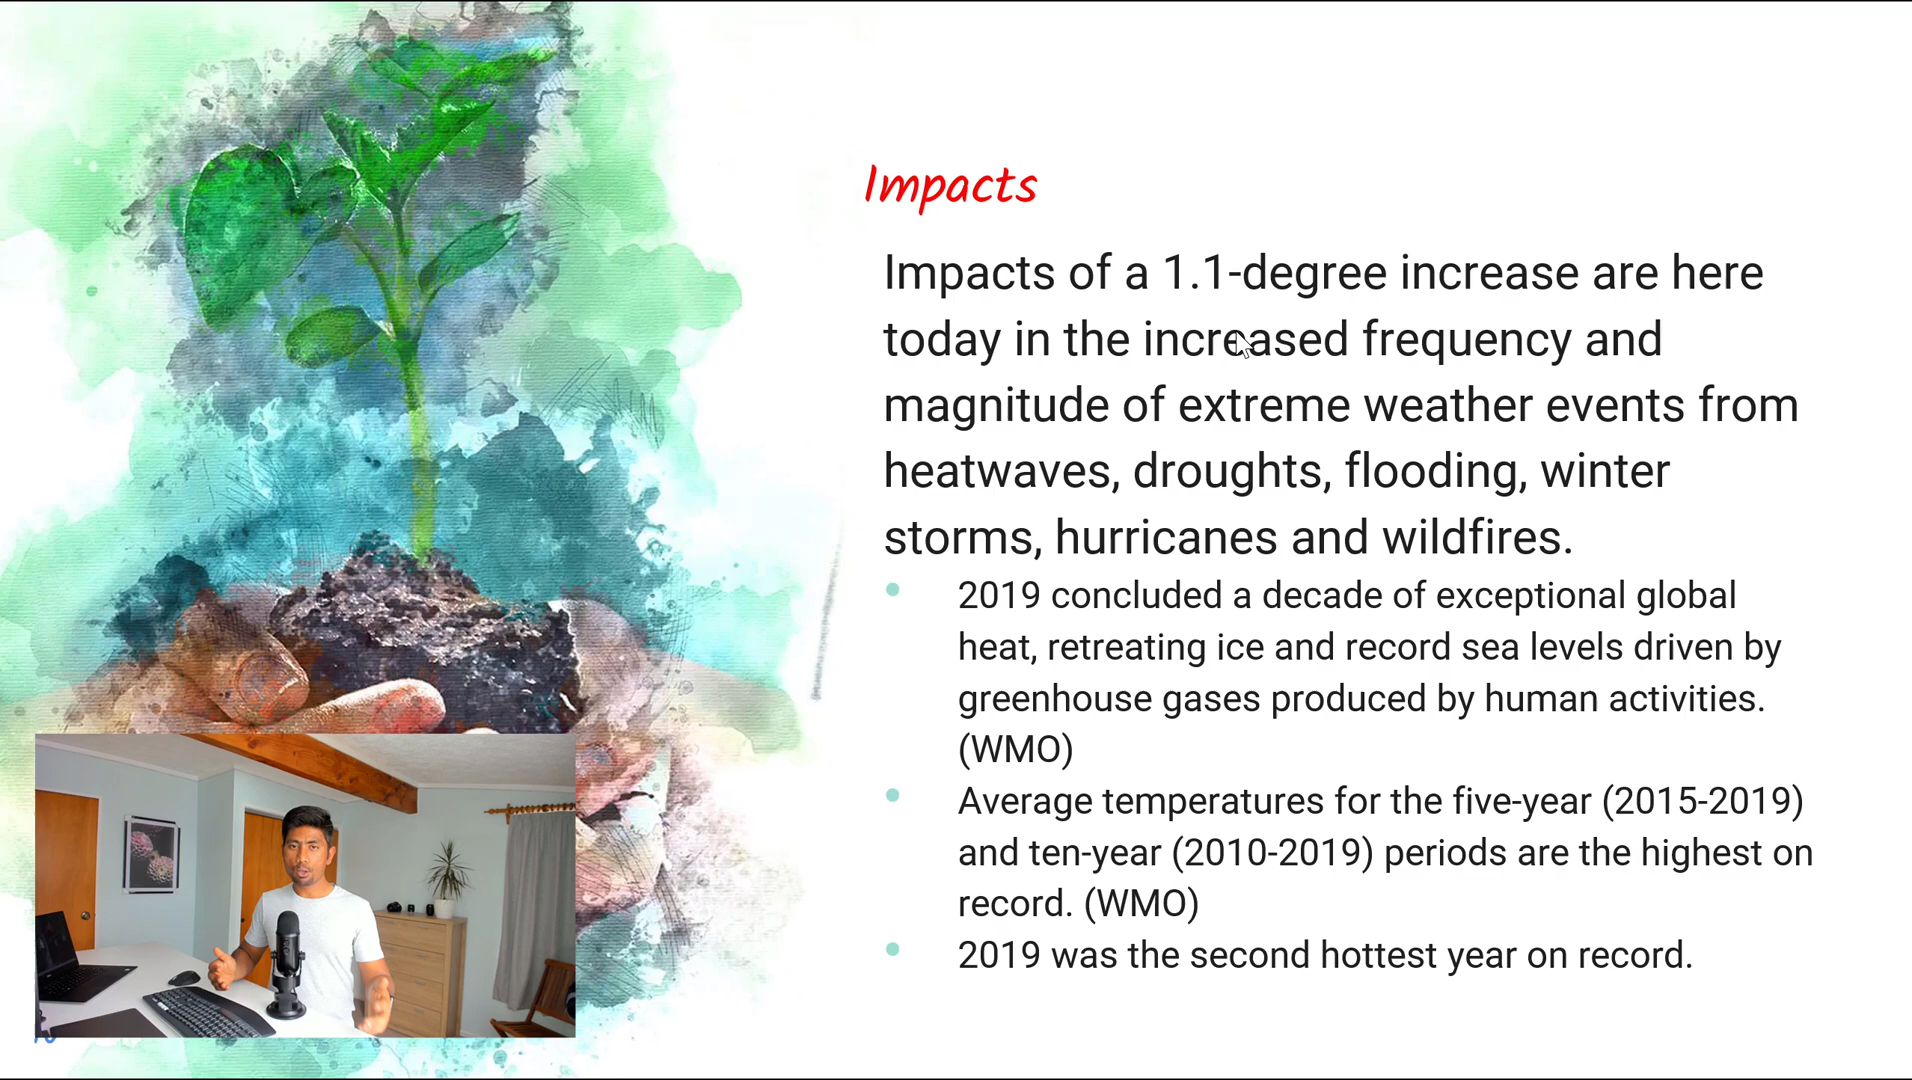 Impacts
Impacts of a 1.1-degree increase are here
today in the increased frequency and
magnitude of extreme weather events from
heatwaves, droughts, flooding, winter
storms, hurricanes and wildfires.
• 2019 concluded a decade of exceptional global
heat, retreating ice and record sea levels driven by
greenhouse gases produced by human activities.
(WMO)
• Average temperatures for the five-year (2015-2019)
and ten-year (2010-2019) periods are the highest on
record. (WMO)
• 2019 was the second hottest year on record.